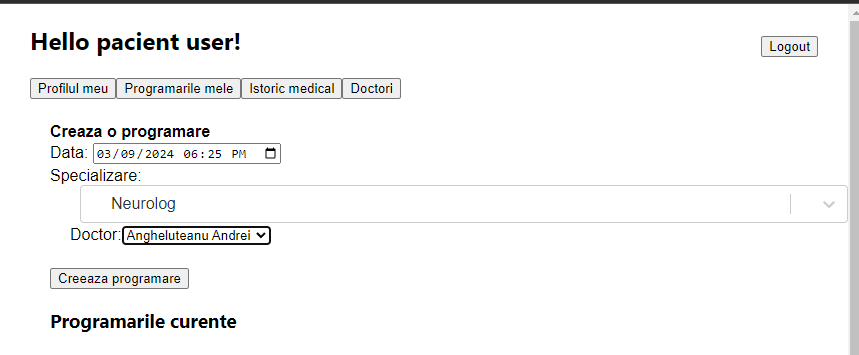 Hello pacient user!
Logout
Profilul meu Programarile mele Istoric medical Doctori
Creaza o programare
Data: 03/09/2024 06:25 PM
Specializare:
Neurolog
Doctor: Angheluteanu Andrei
Creeaza programare
Programarile curente